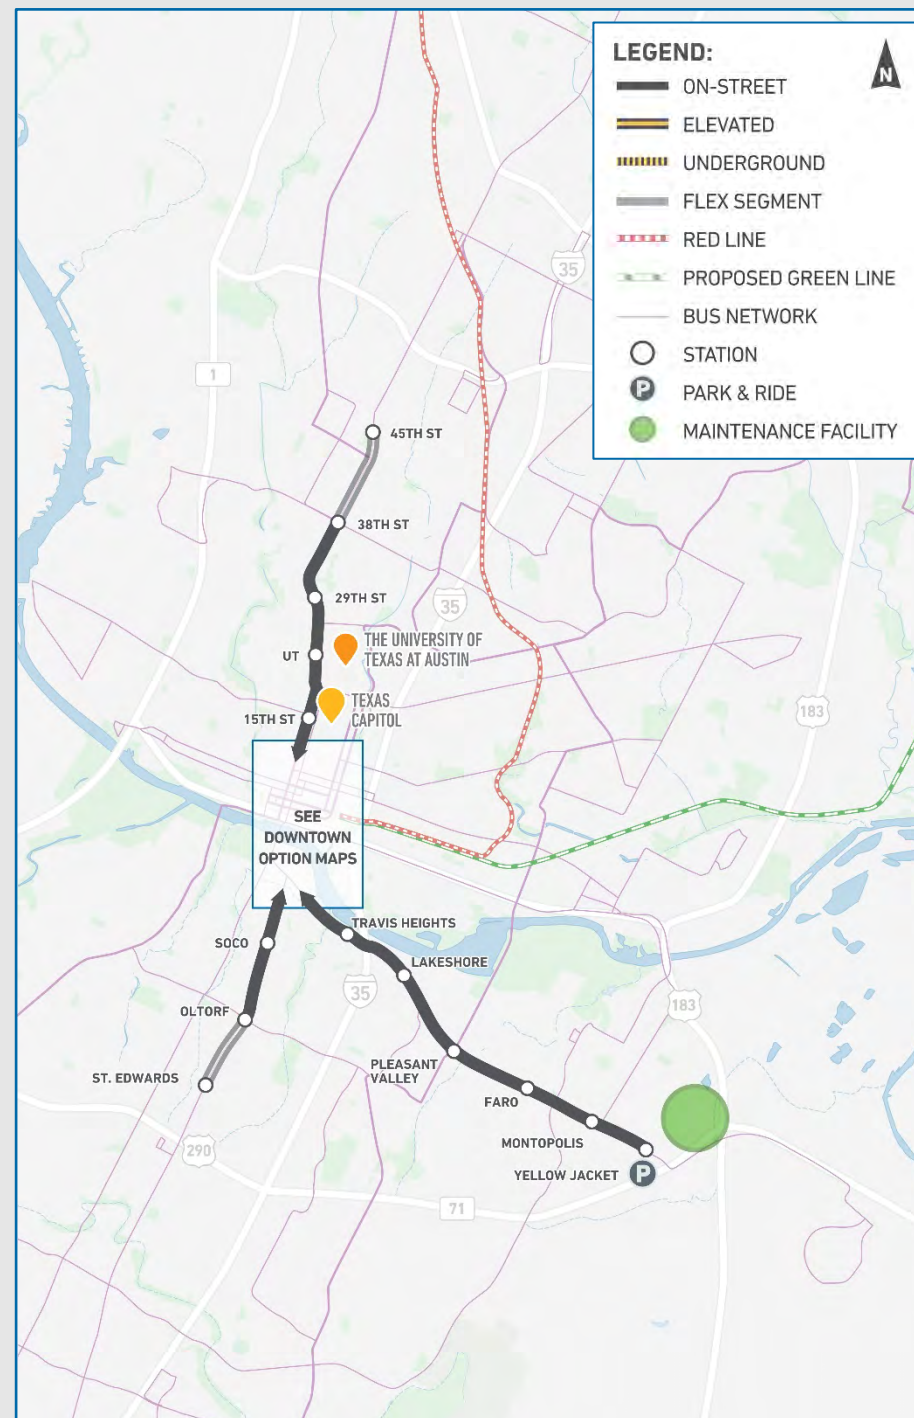 LEGEND:
N
ON-STREET
ELEVATED
UNDERGROUND
FLEX SEGMENT
RED LINE
PROPOSED GREEN LINE
BUS NETWORK
STATION
P
PARK & RIDE
MAINTENANCE FACILITY
35
1
45TH ST
38TH ST
29TH ST
35
UT
THE UNIVERSITY OF
TEXAS AT AUSTIN
TEXAS
CAPITOL
15TH ST
183
SEE
DOWNTOWN
OPTION MAPS
TRAVIS HEIGHTS
SOCO
LAKESHORE
35
183
OLTORF
PLEASANT
VALLEY
ST. EDWARDS
FARO
MONTOPOLIS
290
YELLOW JACKET
P
71